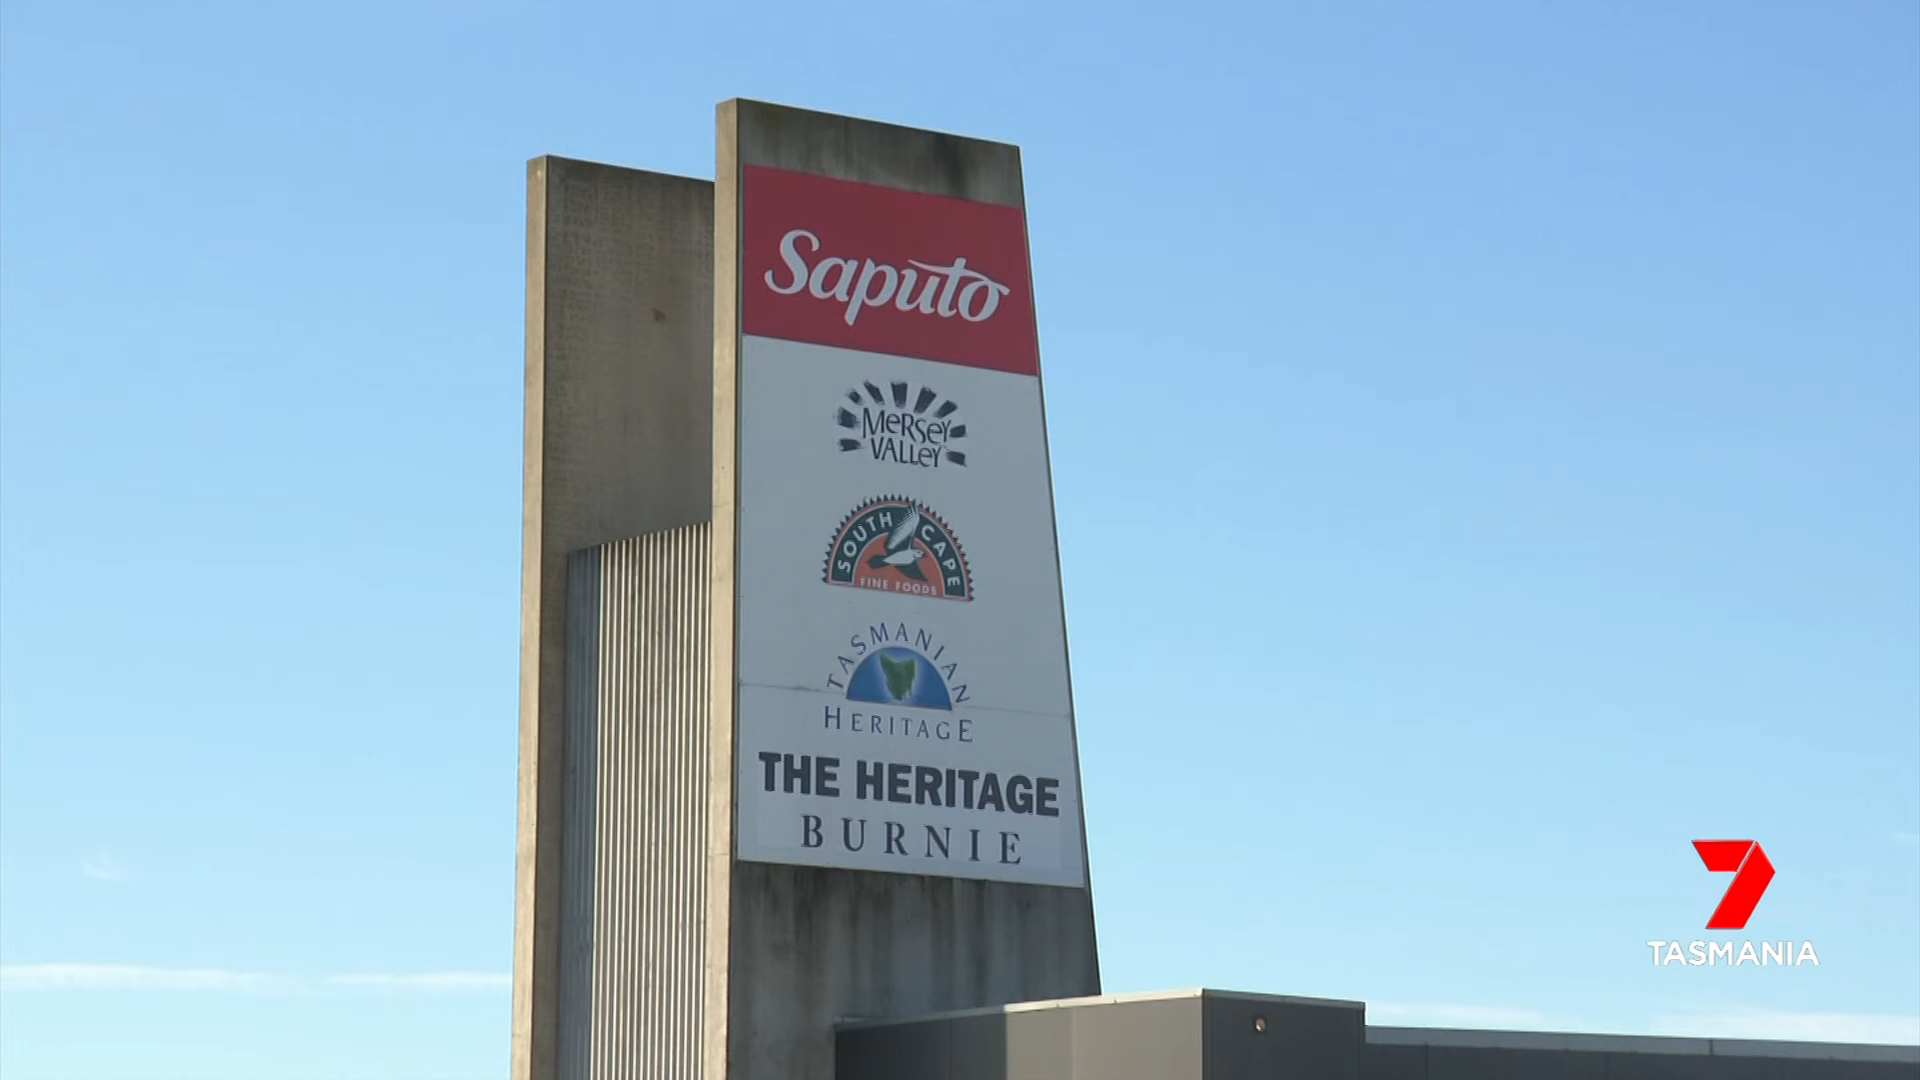 Saputo
MERSEY
VALLEY
SOUTH CAPE
FINE FOODS
TASMANIAN
HERITAGE
THE HERITAGE
BURNIE
7
TASMANIA